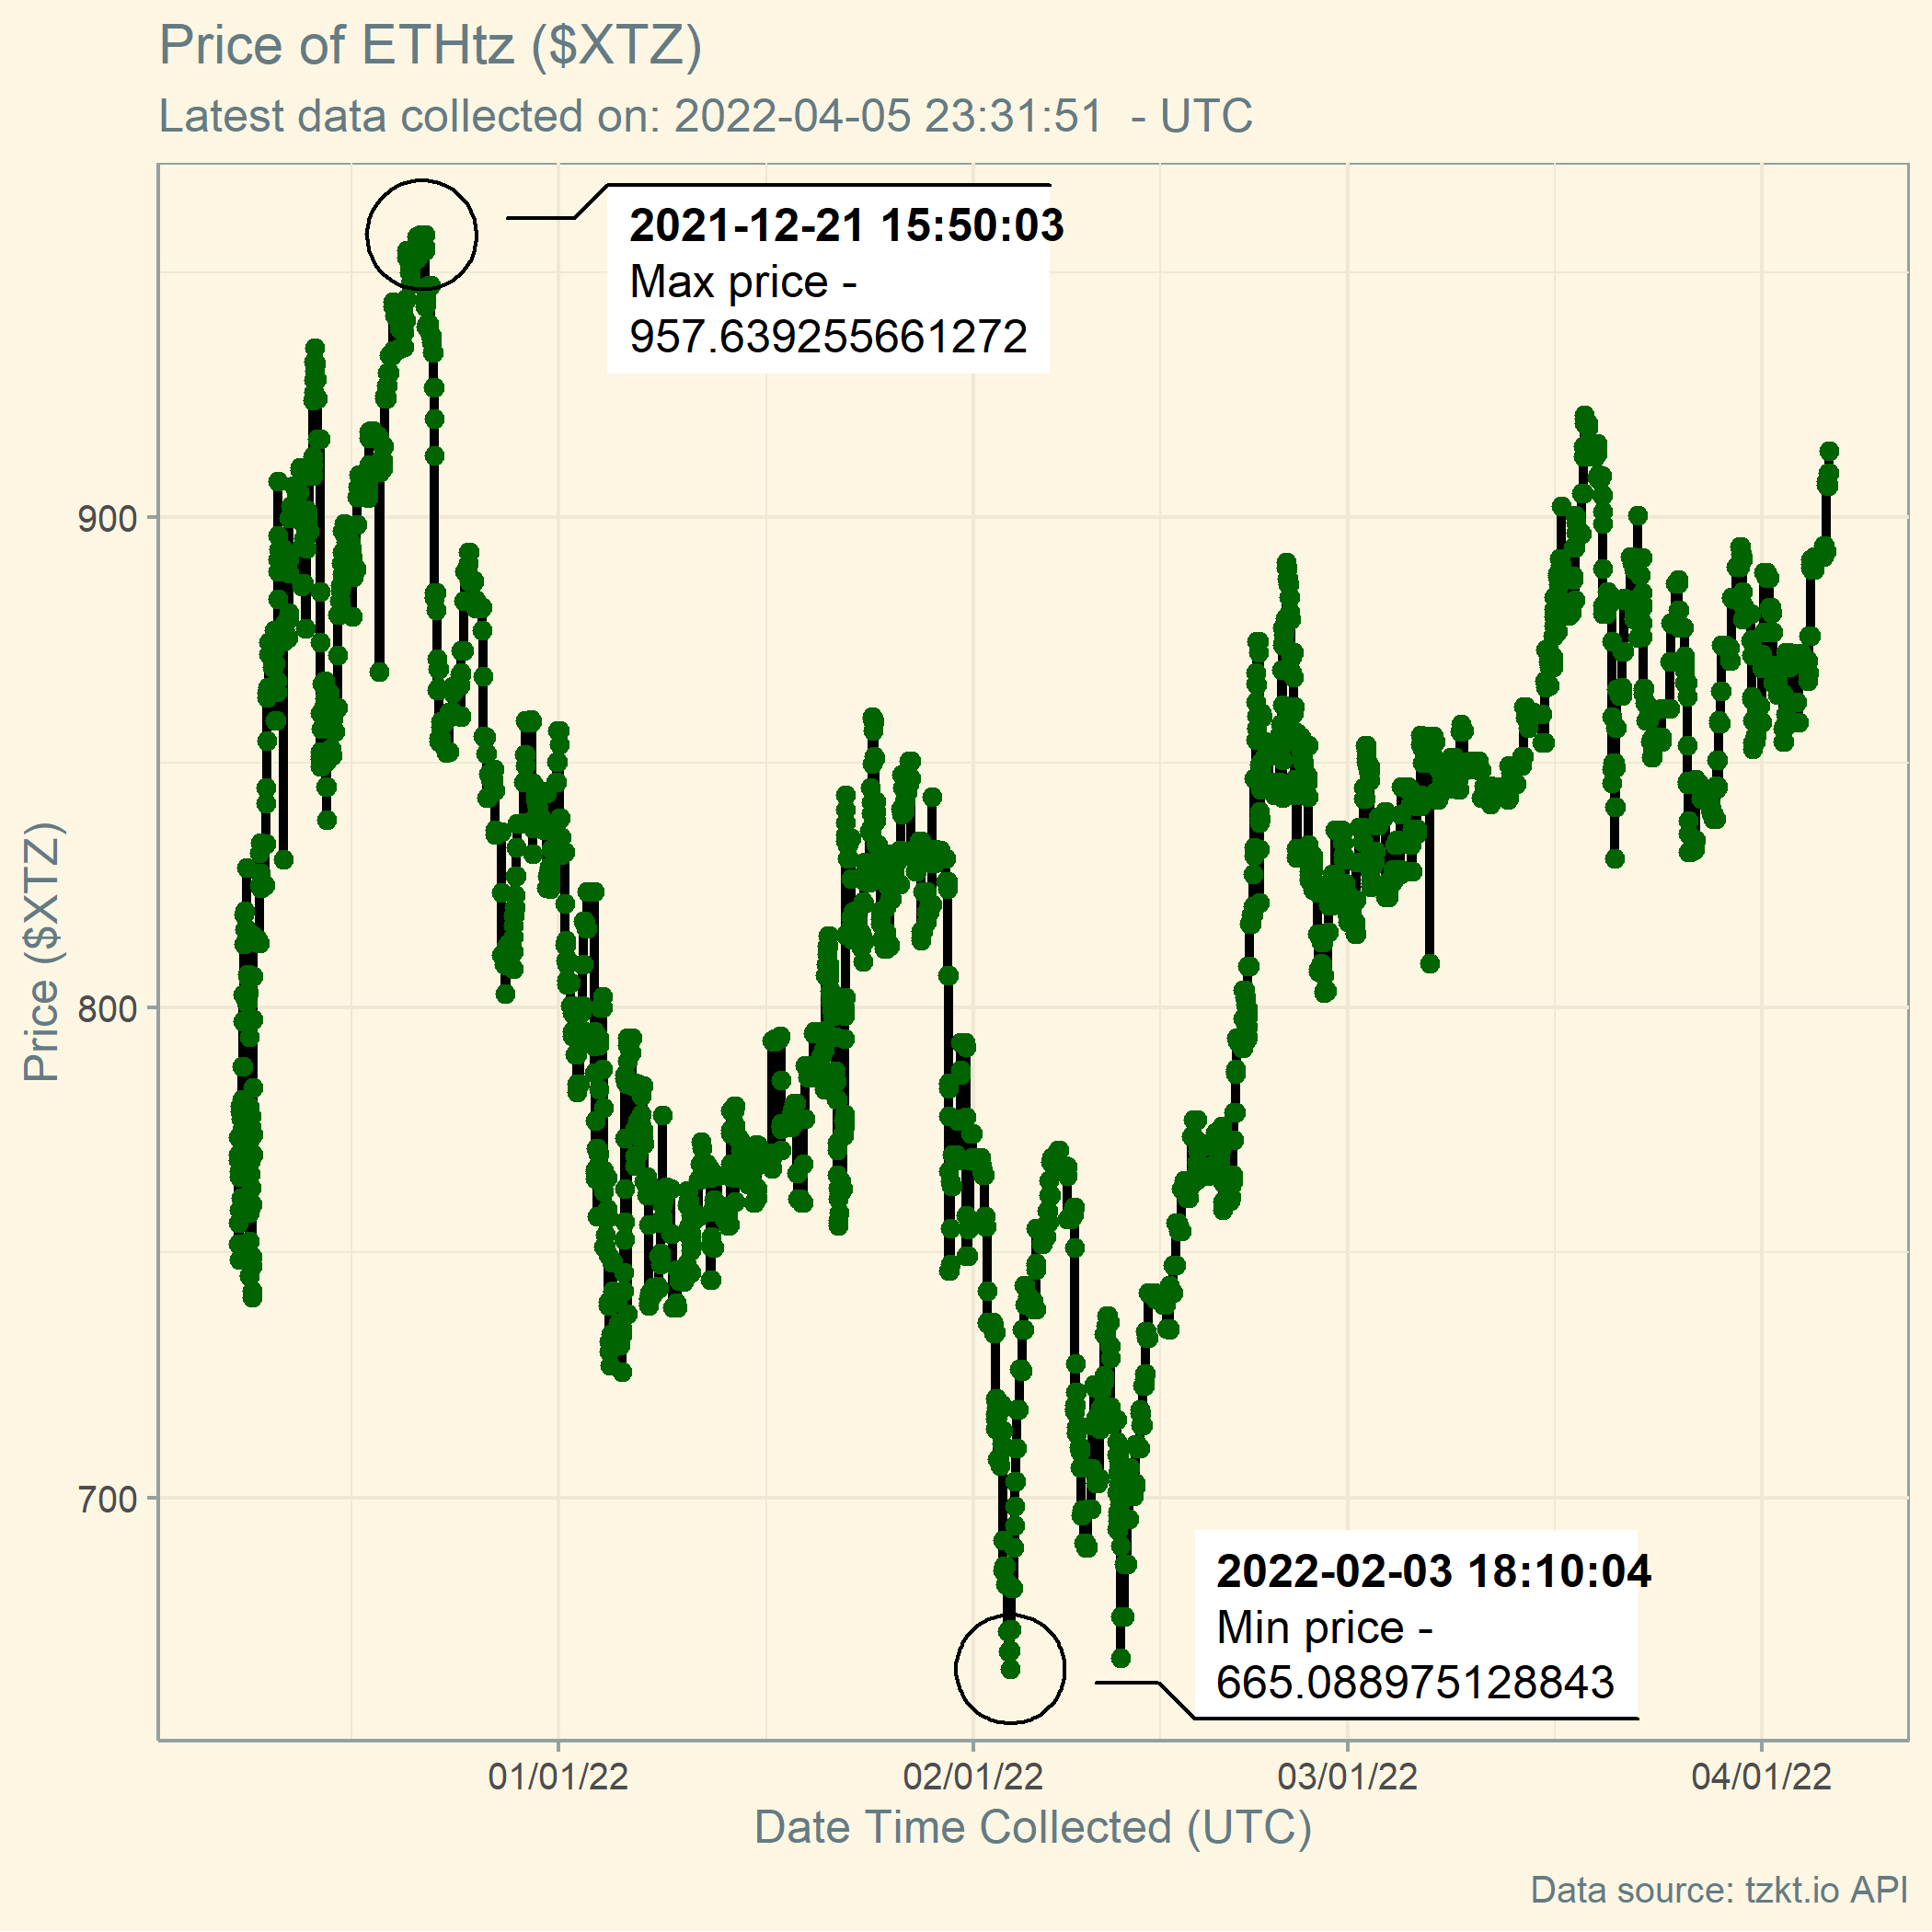 Price of ETHtz ($XTZ)
Latest data collected on: 2022-04-05 23:31:51  - UTC
2021-12-21 15:50:03
Max price -
957.639255661272
900
800
700
Price ($XTZ)
2022-02-03 18:10:04
Min price -
665.088975128843
01/01/22
02/01/22
03/01/22
04/01/22
Date Time Collected (UTC)
Data source: tzkt.io API